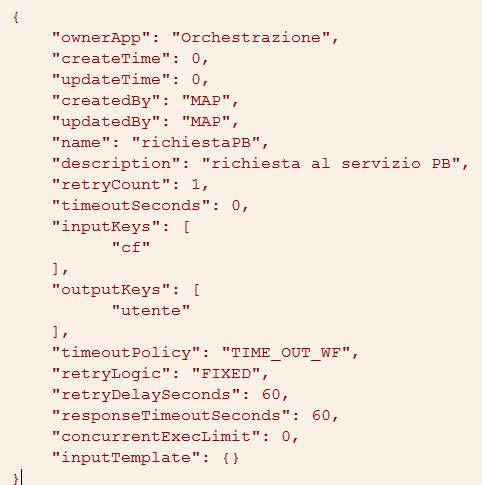 {
"ownerApp": "Orchestrazione",
"createTime": 0,
"updateTime": 0,
"createdBy": "MAP",
"updatedBy": "MAP",
"name": "richiestaPB",
"description": "richiesta al servizio PB",
"retryCount": 1,
"timeoutSeconds": 0,
"inputKeys": [
"cf"
],
"outputKeys": [
"utente"
],
"timeoutPolicy": "TIME_OUT_WF",
"retryLogic": "FIXED",
"retryDelaySeconds": 60,
"responseTimeoutSeconds": 60,
"concurrentExecLimit": 0,
"inputTemplate": {}
}